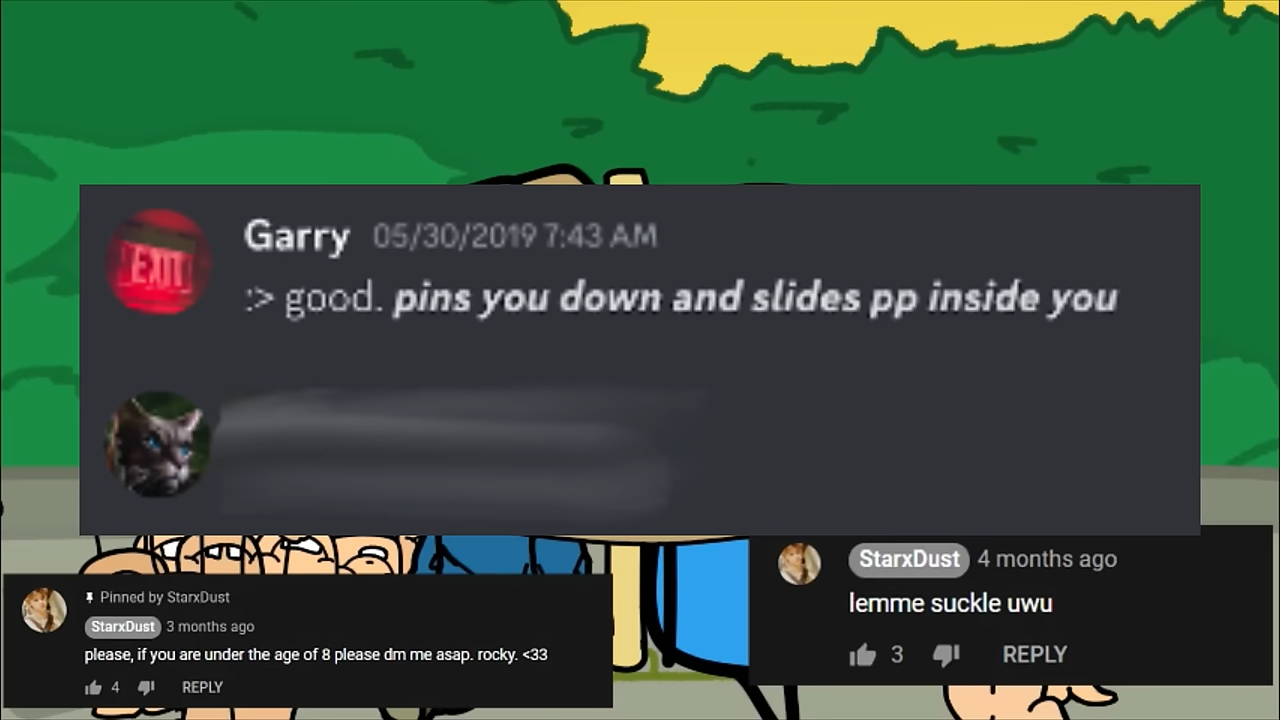 EXIT
Garry 05/30/2019 7:43 AM
:> good. pins you down and slides pp inside you
Pinned by StarxDust
StarxDust 3 months ago
please, if you are under the age of 8 please dm me asap. rocky. <33
4 REPLY
StarxDust 4 months ago
lemme suckle uwu
3 REPLY